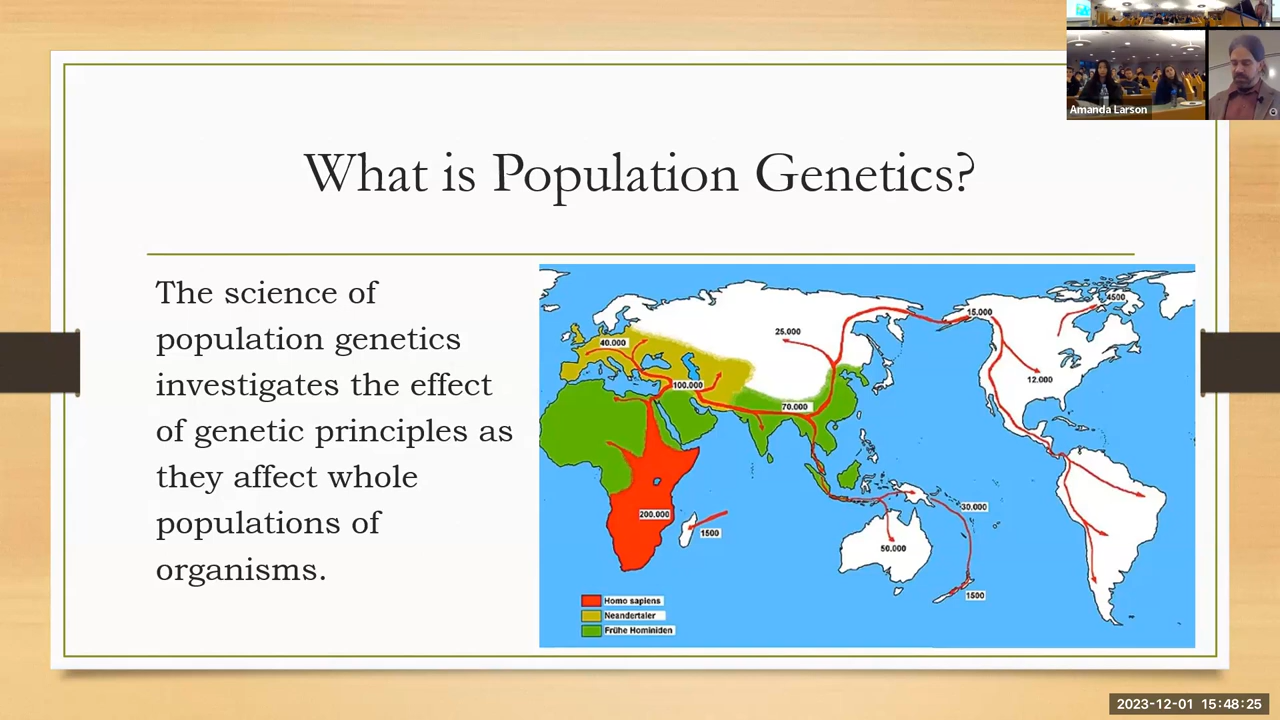 Amanda Larson
What is Population Genetics?
The science of
population genetics
investigates the effect
of genetic principles as
they affect whole
populations of
organisms.
4500
15.000
25.000
40.000
12.000
100.000
70.000
30.000
200.000
1500
50.000
1500
Homo sapiens
Neandertaler
Frühe Hominiden
2023-12-01 15:48:25